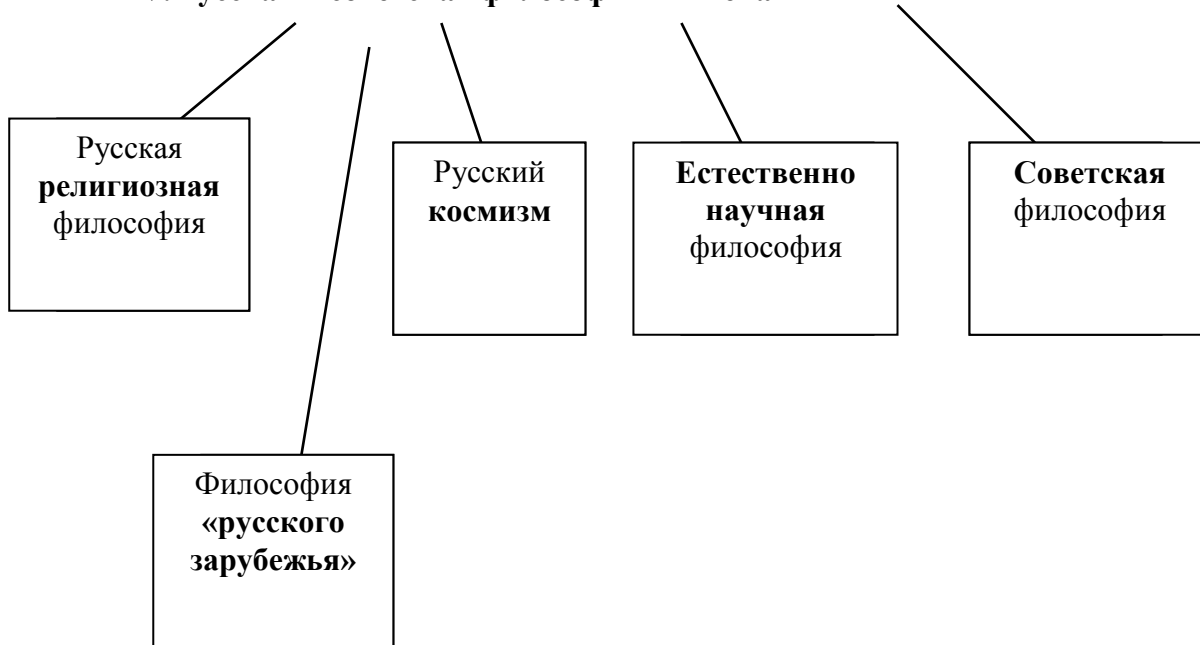 Русская
религиозная
философия
Русский
космизм
Естественно
научная
философия
Советская
философия
Философия
«русского
зарубежья»